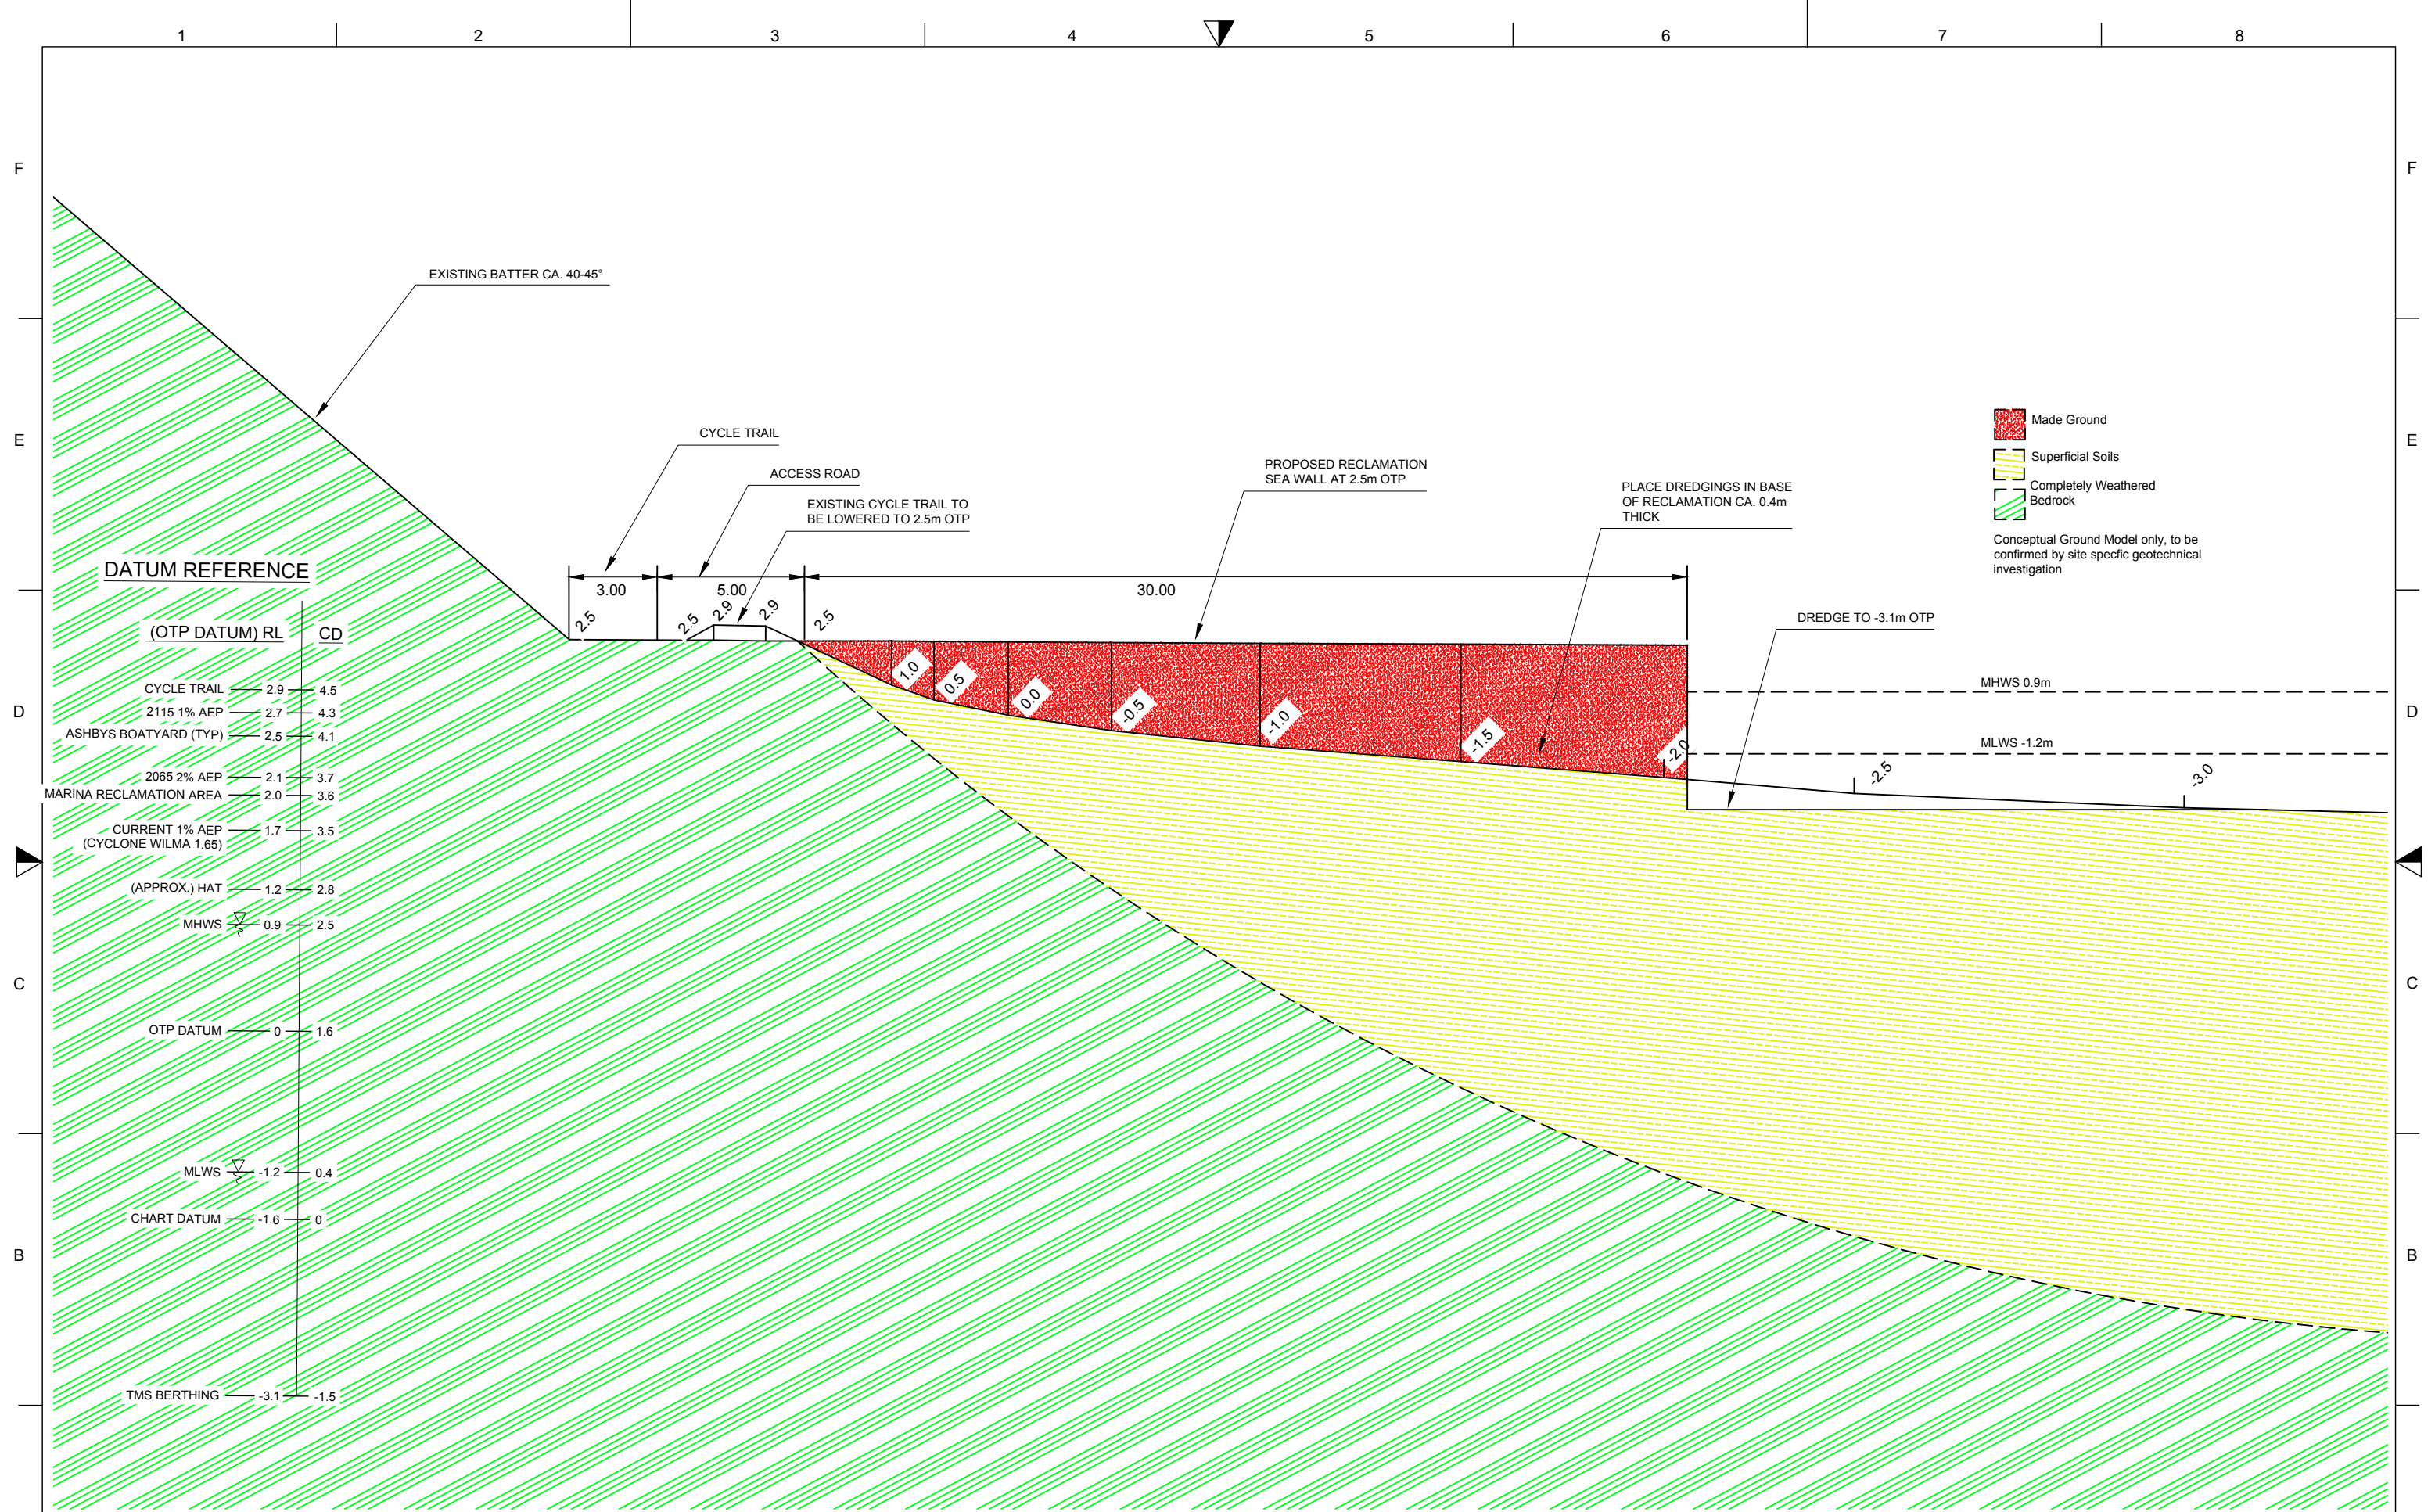 1 2 3 4 5 6 7 8
F F
EXISTING BATTER CA. 40-45°
E E
CYCLE TRAIL
ACCESS ROAD
EXISTING CYCLE TRAIL TO
BE LOWERED TO 2.5m OTP
PROPOSED RECLAMATION
SEA WALL AT 2.5m OTP
PLACE DREDGINGS IN BASE
OF RECLAMATION CA. 0.4m
THICK
Made Ground
Superficial Soils
Completely Weathered
Bedrock
Conceptual Ground Model only, to be
confirmed by site specfic geotechnical
investigation
3.00 5.00 30.00
2.5 2.5 2.9 2.9 2.5
DREDGE TO -3.1m OTP
1.0 0.5 0.0 -0.5 -1.0 -1.5 -2.0 -2.5 -3.0
MHWS 0.9m
MLWS -1.2m
DATUM REFERENCE
(OTP DATUM) RL CD
CYCLE TRAIL 2.9 4.5
2115 1% AEP 2.7 4.3
D D
ASHBYS BOATYARD (TYP) 2.5 4.1
2065 2% AEP 2.1 3.7
MARINA RECLAMATION AREA 2.0 3.6
CURRENT 1% AEP 1.7 3.5
(CYCLONE WILMA 1.65)
(APPROX.) HAT 1.2 2.8
MHWS 0.9 2.5
C C
OTP DATUM 0 1.6
MLWS -1.2 0.4
CHART DATUM -1.6 0
B B
TMS BERTHING -3.1 -1.5